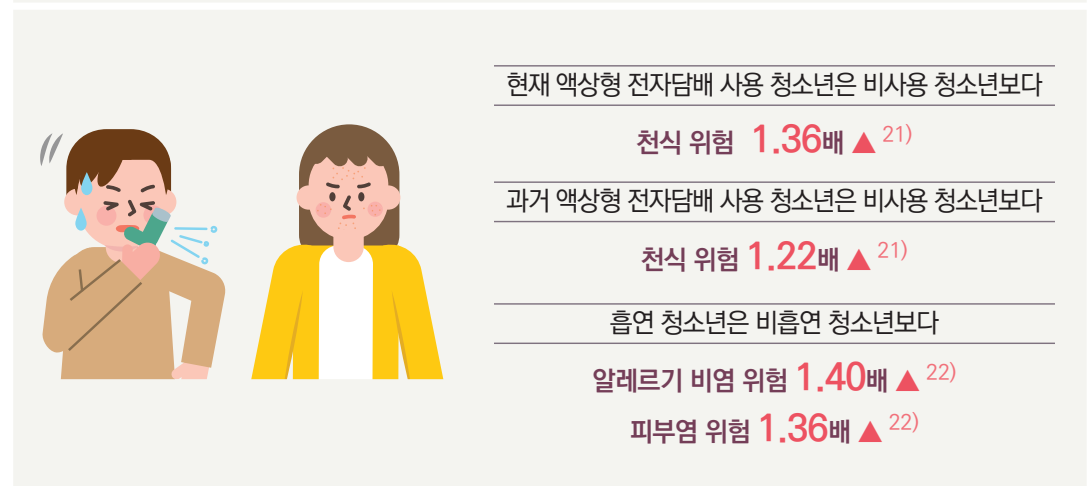 현재 액상형 전자담배 사용 청소년은 비사용 청소년보다
천식 위험 1.36배 ▲ 21)
과거 액상형 전자담배 사용 청소년은 비사용 청소년보다
천식 위험 1.22배 ▲ 21)
흡연 청소년은 비흡연 청소년보다
알레르기 비염 위험 1.40배 ▲ 22)
피부염 위험 1.36배 ▲ 22)